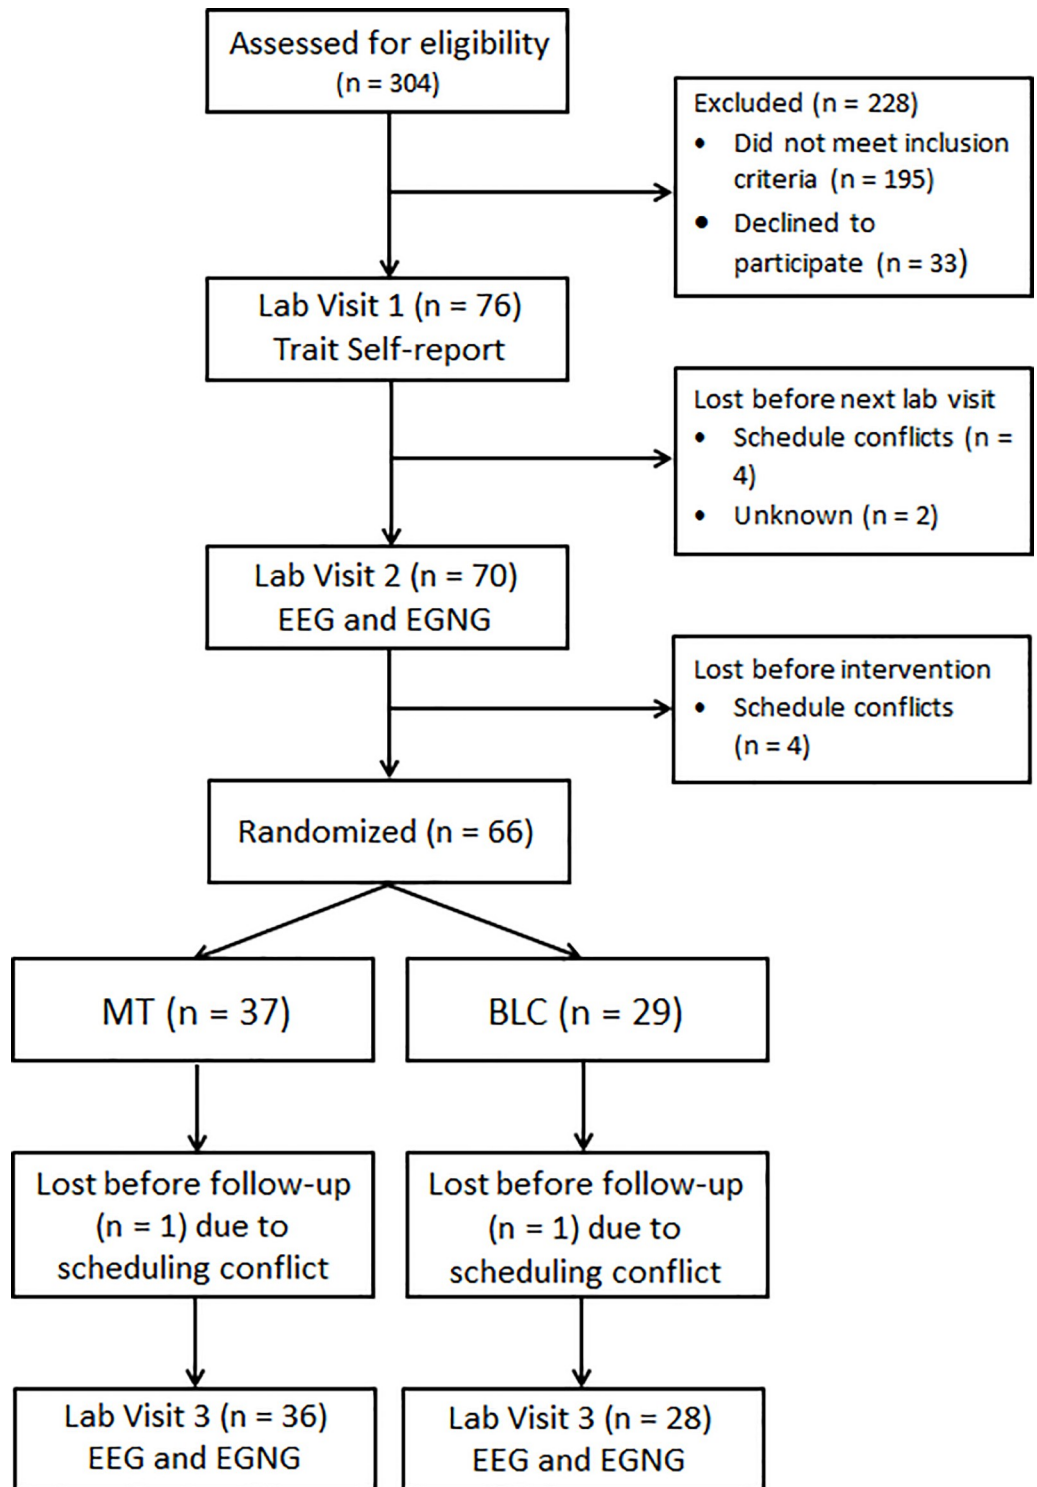 Assessed for eligibility
(n = 304)
Excluded (n = 228)
• Did not meet inclusion
criteria (n = 195)
• Declined to
participate (n = 33)
Lab Visit 1 (n = 76)
Trait Self-report
Lost before next lab visit
• Schedule conflicts (n =
4)
• Unknown (n = 2)
Lab Visit 2 (n = 70)
EEG and EGNG
Lost before intervention
• Schedule conflicts
(n = 4)
Randomized (n = 66)
MT (n = 37)
BLC (n = 29)
Lost before follow-up
(n = 1) due to
scheduling conflict
Lost before follow-up
(n = 1) due to
scheduling conflict
Lab Visit 3 (n = 36)
EEG and EGNG
Lab Visit 3 (n = 28)
EEG and EGNG